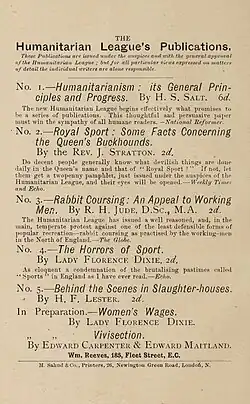 THE
Humanitarian League's Publications.
These Publications are issued under the auspices and with the general approval
of the Humanitarian League; but for all particular views expressed on matters
of detail the individual writers are alone responsible.
No. 1.—Humanitarianism: its General Prin-
ciples and Progress. By H. S. SALT. 6d.
The new Humanitarian League begins effectively what promises to
be a series of publications. This thoughtful and persuasive paper
must win the sympathy of all humane readers.—National Reformer.
No. 2.—Royal Sport: Some Facts Concerning
the Queen's Buckhounds.
By the REV. J. STRATTON. 2d.
Do decent people generally know what devilish things are done
daily in the Queen's name and that of "Royal Sport?" If not, let
them get a twopenny pamphlet, just issued under the auspices of the
Humanitarian League, and their eyes will be opened.—Weekly Times
and Echo.
No. 3.—Rabbit Coursing: An Appeal to Working
Men. By R. H. JUDE, D.SC., M.A. 2d.
The Humanitarian League has issued a well reasoned, and, in the
main, temperate protest against one of the least defensible forms of
popular recreation—rabbit coursing as practised by the working-men
in the North of England.—The Globe.
No. 4.—The Horrors of Sport.
By LADY FLORENCE DIXIE, 2d,
As eloquent a condemnation of the brutalising pastimes called
"Sports" in England as I have ever read.—Echo.
No. 5.—Behind the Scenes in Slaughter-houses.
By H. F. LESTER. 2d.
In Preparation.—Women's Wages.
By LADY FLORENCE DIXIE.
" " Vivisection.
By EDWARD CARPENTER & EDWARD MAITLAND.
Wm. Reeves, 185, Fleet Street, E.C.
M. Salund & Co., Printers, 26, Newington Green Road, London, N.